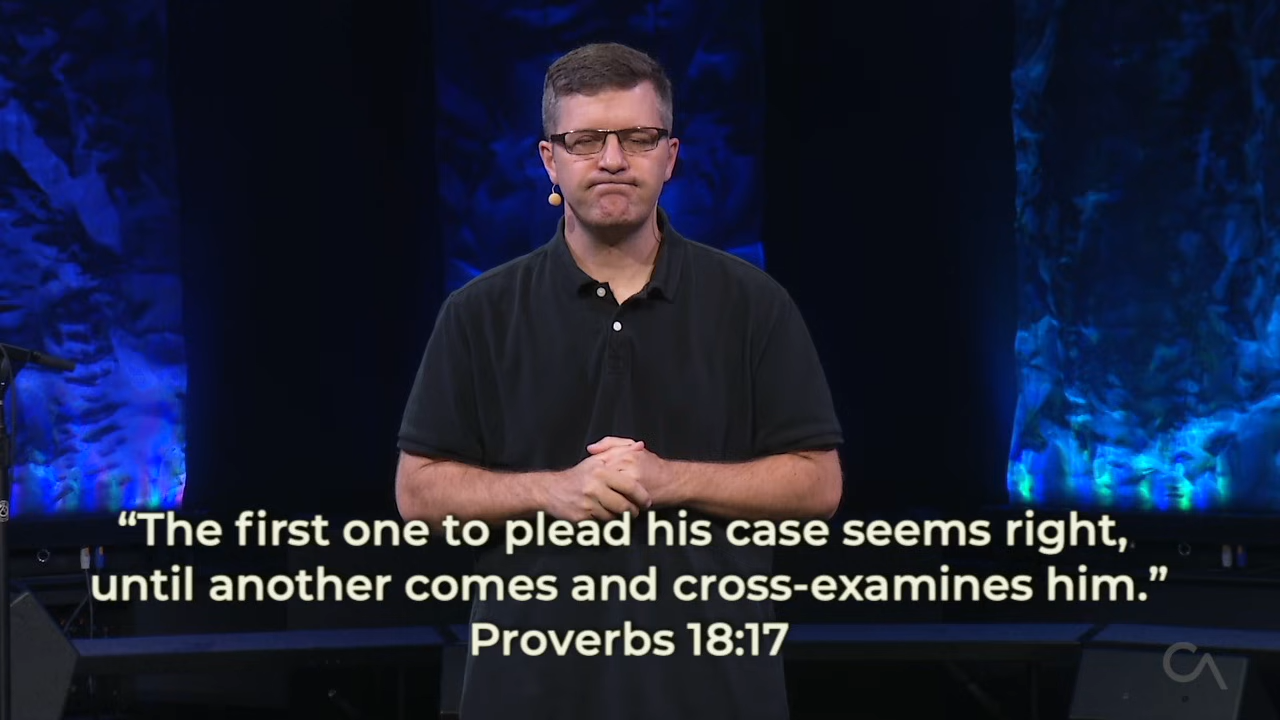 “The first one to plead his case seems right,
until another comes and cross-examines him.”
Proverbs 18:17
CA